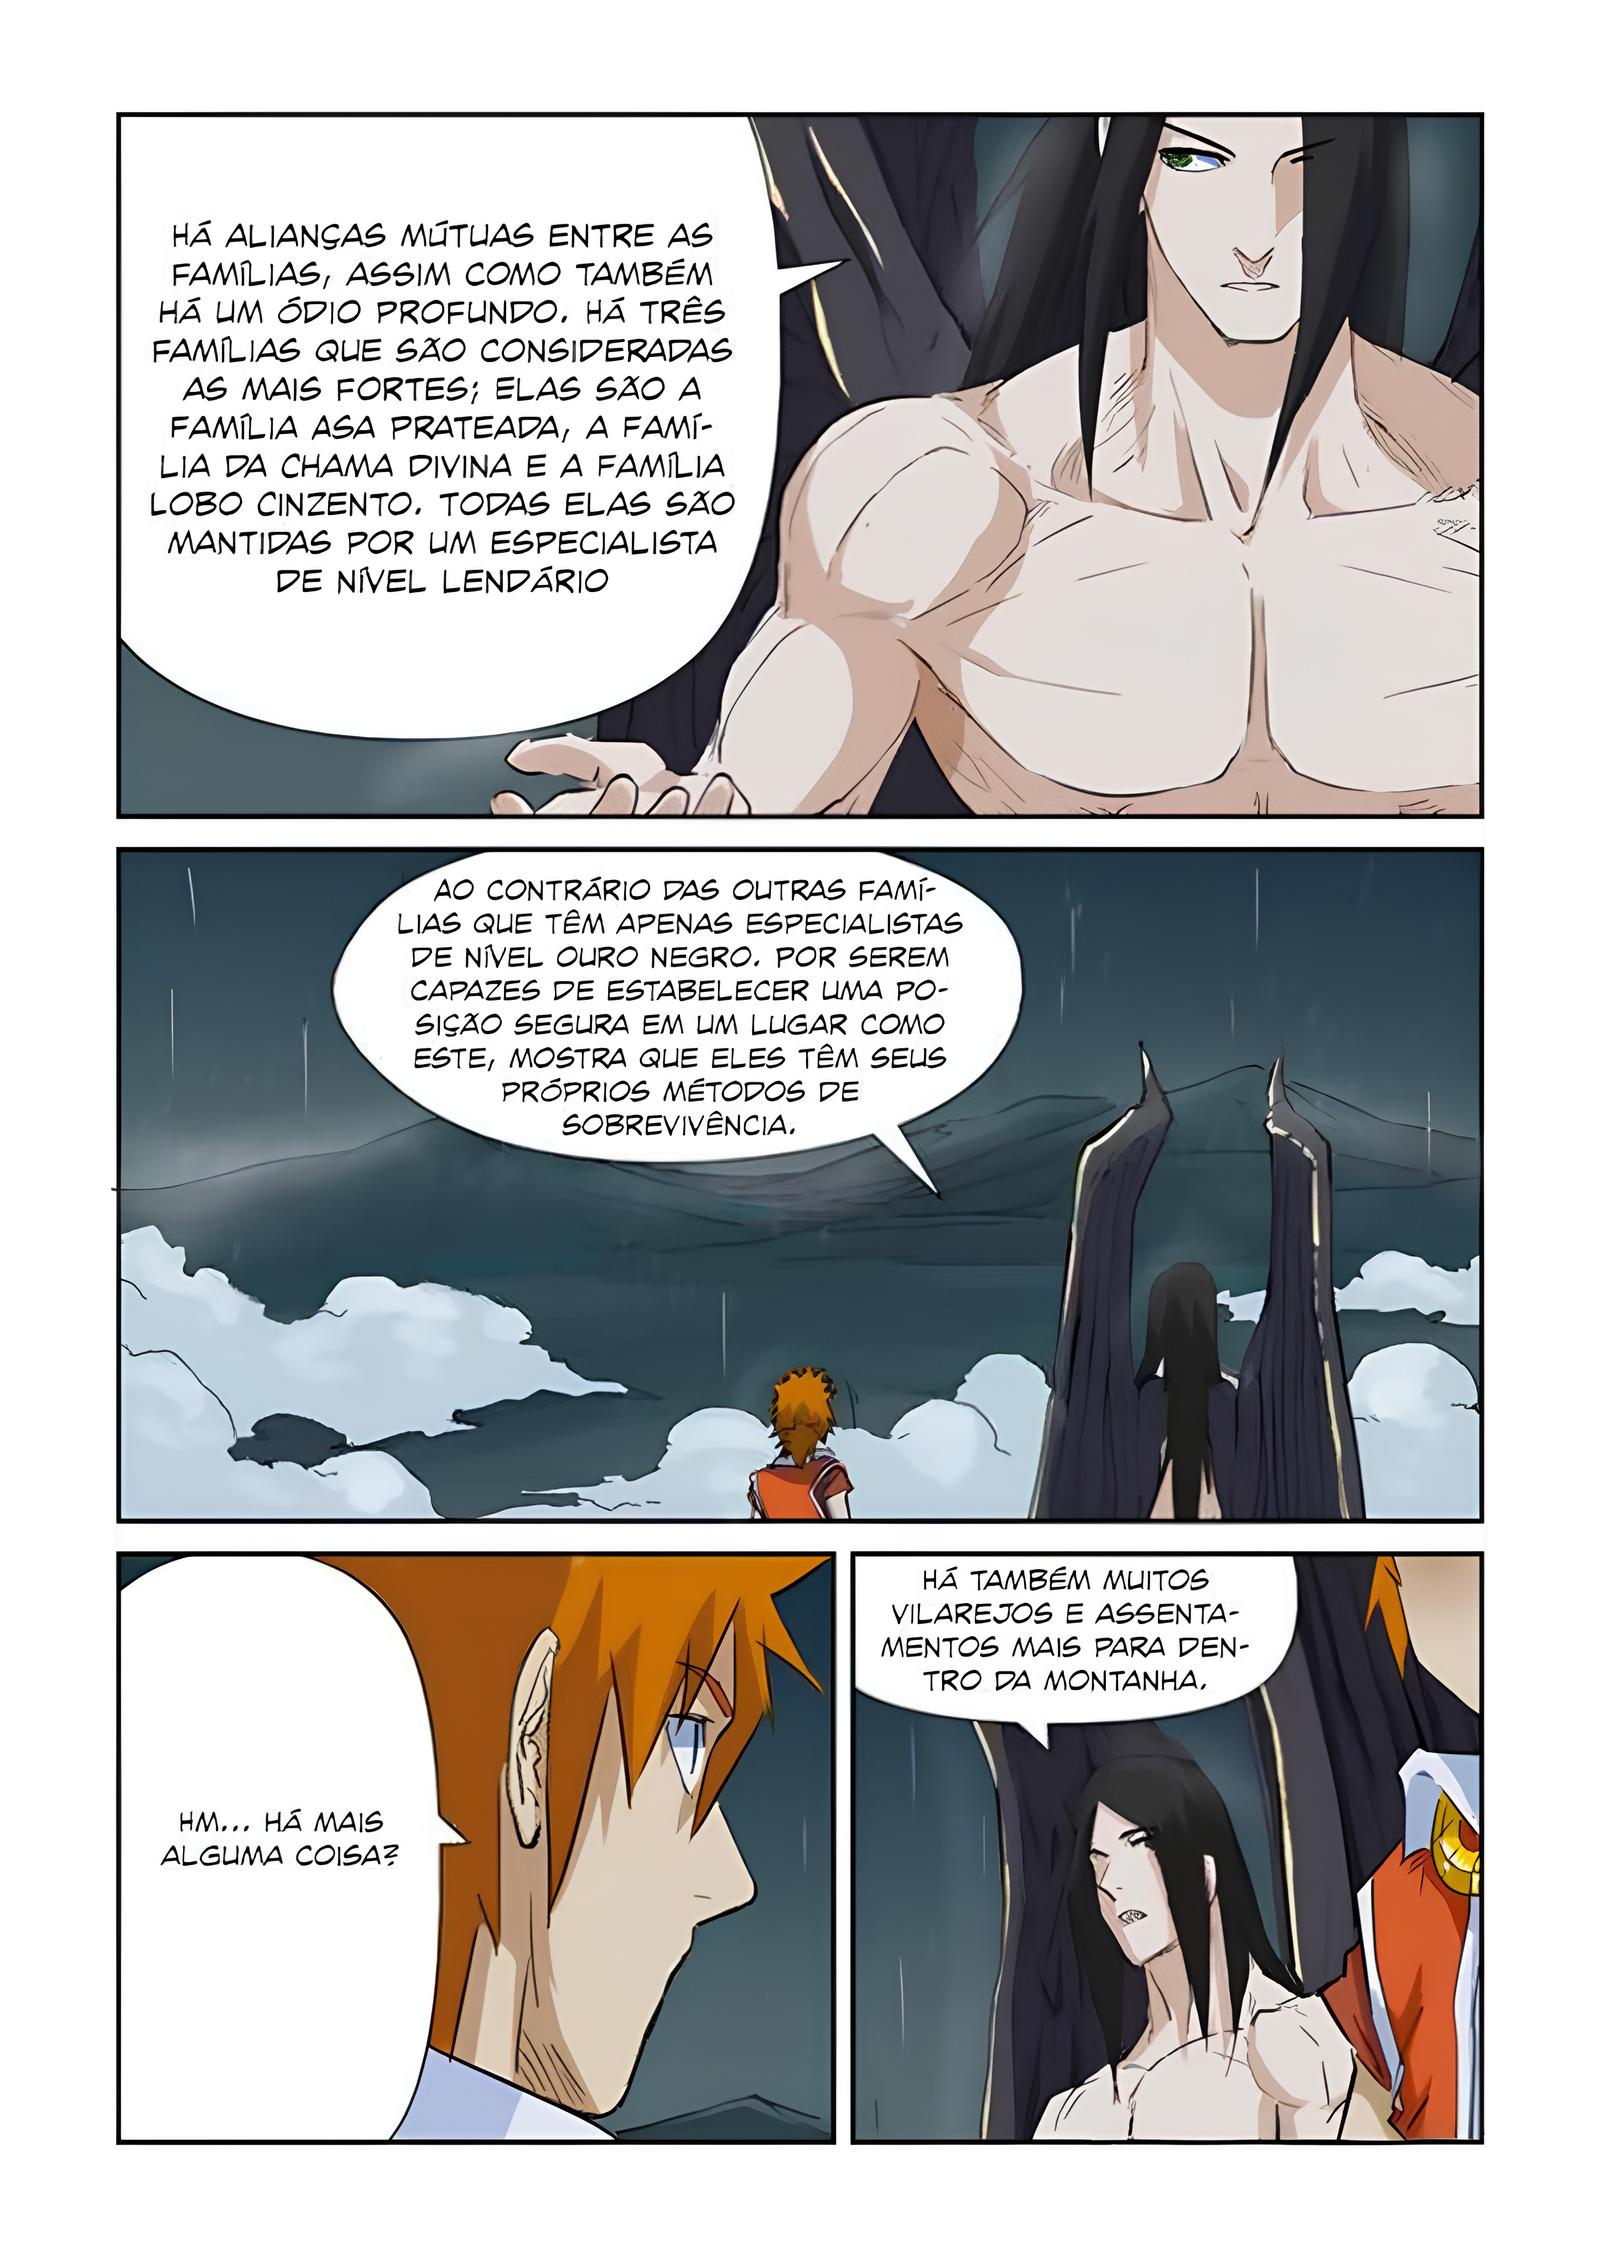 HÁ ALIANÇAS MÚTUAS ENTRE AS
FAMÍLIAS, ASSIM COMO TAMBÉM
HÁ UM ÓDIO PROFUNDO. HÁ TRÊS
FAMÍLIAS QUE SÃO CONSIDERADAS
AS MAIS FORTES; ELAS SÃO A
FAMÍLIA ASA PRATEADA, A FAMÍ-
LIA DA CHAMA DIVINA E A FAMÍLIA
LOBO CINZENTO. TODAS ELAS SÃO
MANTIDAS POR UM ESPECIALISTA
DE NÍVEL LENDÁRIO
AO CONTRÁRIO DAS OUTRAS FAMÍ-
LIAS QUE TÊM APENAS ESPECIALISTAS
DE NÍVEL OURO NEGRO. POR SEREM
CAPAZES DE ESTABELECER UMA PO-
SIÇÃO SEGURA EM UM LUGAR COMO
ESTE, MOSTRA QUE ELES TÊM SEUS
PRÓPRIOS MÉTODOS DE
SOBREVIVÊNCIA.
HM... HÁ MAIS
ALGUMA COISA?
HÁ TAMBÉM MUITOS
VILAREJOS E ASSENTA-
MENTOS MAIS PARA DEN-
TRO DA MONTANHA.